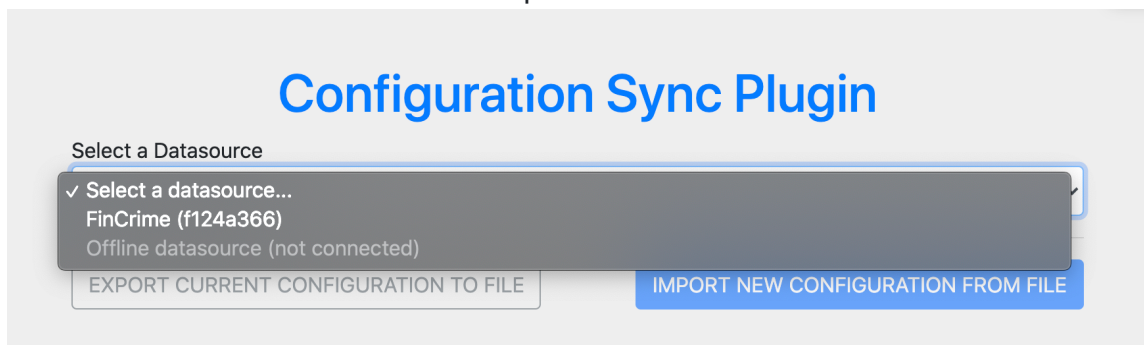 Configuration Sync Plugin
Select a Datasource
✓ Select a datasource...
FinCrime (f124a366)
Offline datasource (not connected)
EXPORT CURRENT CONFIGURATION TO FILE
IMPORT NEW CONFIGURATION FROM FILE